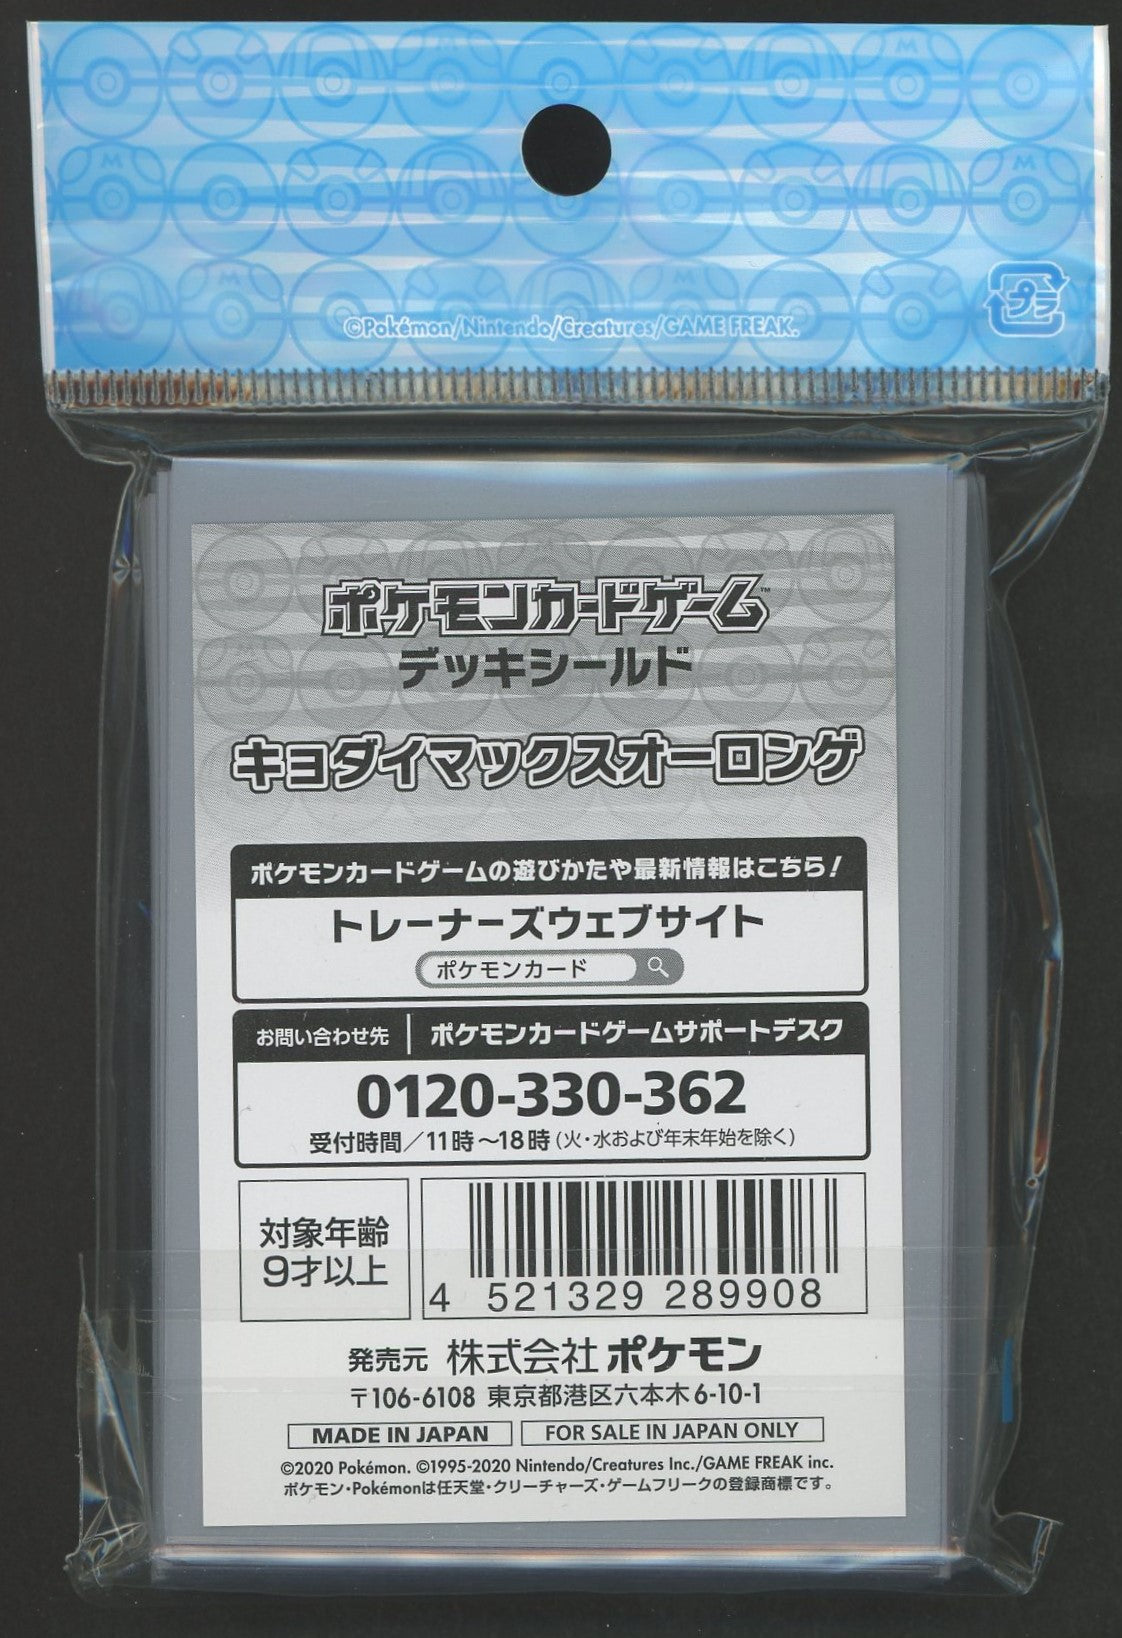 ©Pokémon/Nintendo/Creatures/GAME FREAK.
プラ
ポケモンカードゲーム™
デッキシールド
キョダイマックスオーロンゲ
ポケモンカードゲームの遊びかたや最新情報はこちら!
トレーナーズウェブサイト
ポケモンカード
お問い合わせ先 ポケモンカードゲームサポートデスク
0120-330-362
受付時間／11時～18時(火・水および年末年始を除く)
対象年齢
9才以上
4 521329 289908
発売元 株式会社 ポケモン
〒106-6108 東京都港区六本木6-10-1
MADE IN JAPAN FOR SALE IN JAPAN ONLY
©2020 Pokémon. ©1995-2020 Nintendo/Creatures Inc./GAME FREAK inc.
ポケモン・Pokémonは任天堂・クリーチャーズ・ゲームフリークの登録商標です。